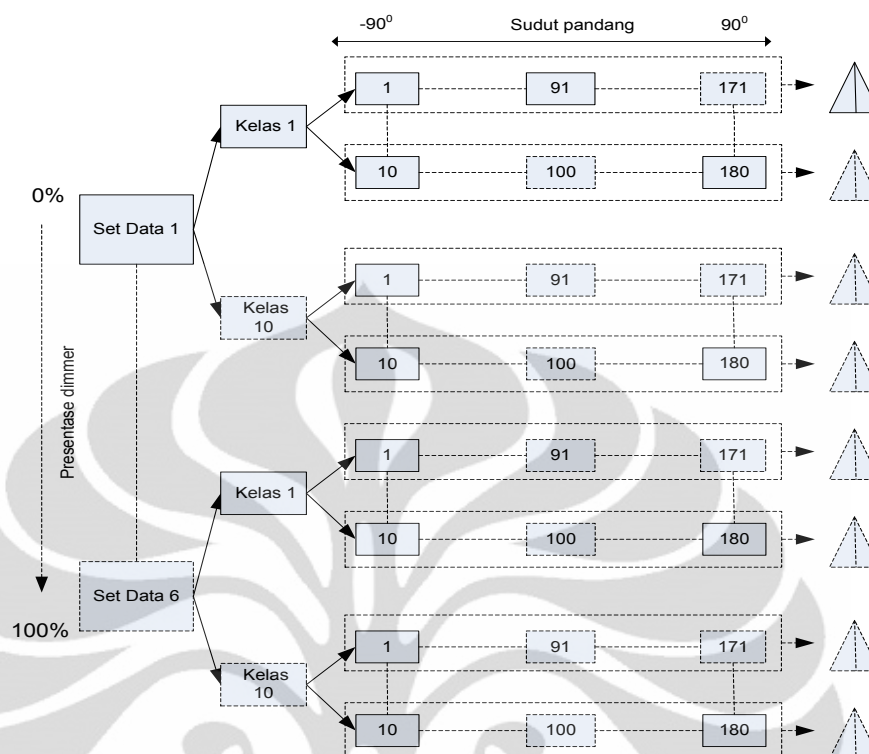 -90⁰ Sudut pandang 90⁰
1 91 171
Kelas 1
10 100 180
0%
Set Data 1
1 91 171
Kelas
10
10 100 180
Presentase dimmer
1 91 171
Kelas 1
10 100 180
Set Data 6
100%
1 91 171
Kelas
10
10 100 180